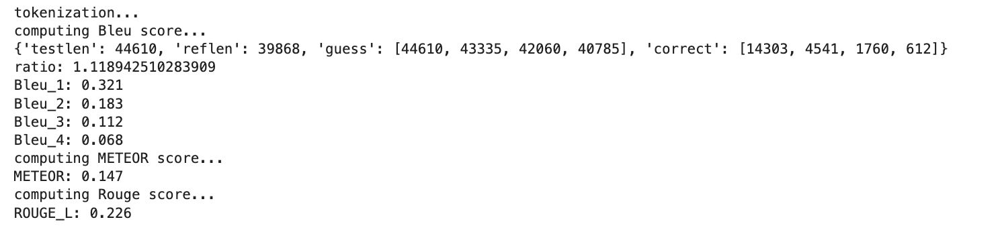 tokenization...
computing Bleu score...
{'testlen': 44610, 'reflen': 39868, 'guess': [44610, 43335, 42060, 40785], 'correct': [14303, 4541, 1760, 612]}
ratio: 1.118942510283909
Bleu_1: 0.321
Bleu_2: 0.183
Bleu_3: 0.112
Bleu_4: 0.068
computing METEOR score...
METEOR: 0.147
computing Rouge score...
ROUGE_L: 0.226